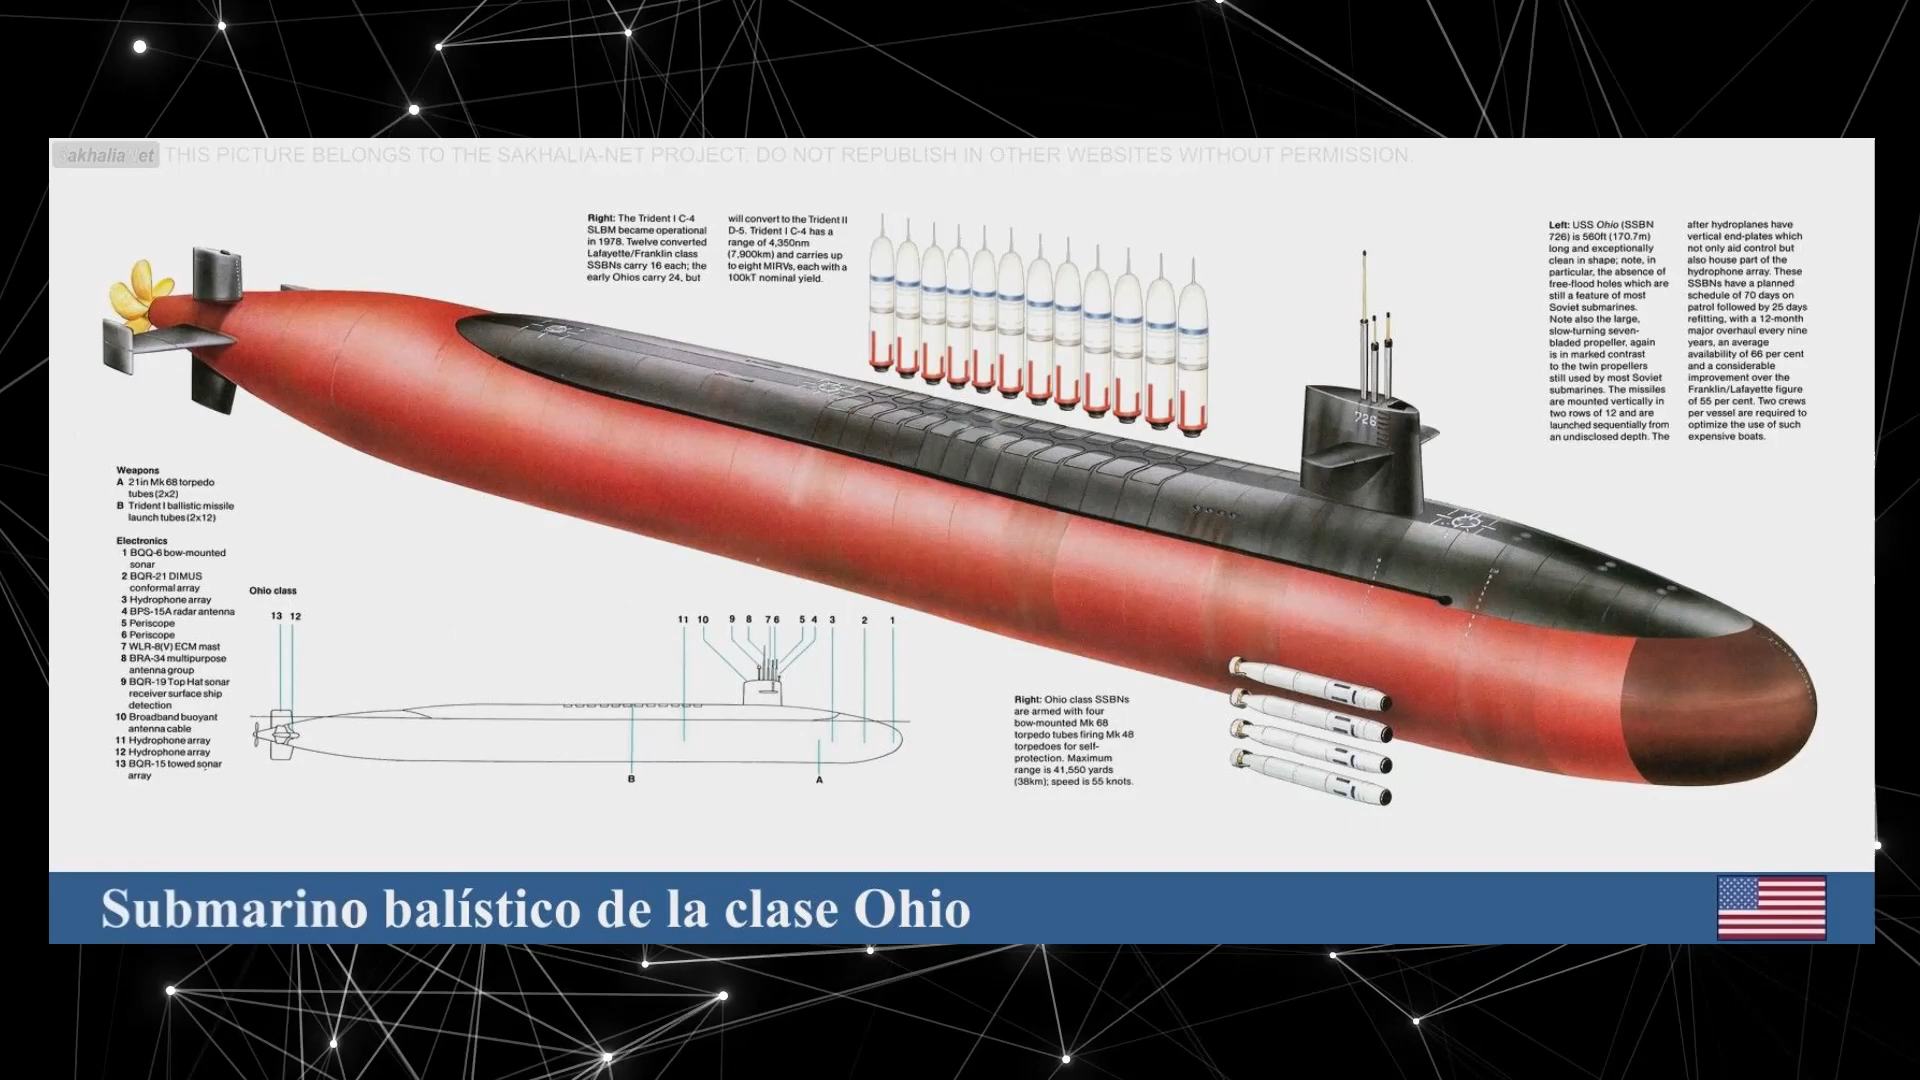 akhalia et THIS PICTURE BELONGS TO THE SAKHALIA-NET PROJECT. DO NOT REPUBLISH IN OTHER WEBSITES WITHOUT PERMISSION.
Right: The Trident I C-4
SLBM became operational
in 1978. Twelve converted
Lafayette/Franklin class
SSBNs carry 16 each; the
early Ohios carry 24, but
will convert to the Trident II
D-5. Trident I C-4 has a
range of 4,350nm
(7,900km) and carries up
to eight MIRVs, each with a
100kT nominal yield.
Left: USS Ohio (SSBN
726) is 560ft (170.7m)
long and exceptionally
clean in shape; note, in
particular, the absence of
free-flood holes which are
still a feature of most
Soviet submarines.
Note also the large,
slow-turning seven-
bladed propeller, again
is in marked contrast
to the twin propellers
still used by most Soviet
submarines. The missiles
are mounted vertically in
two rows of 12 and are
launched sequentially from
an undisclosed depth. The
after hydroplanes have
vertical end-plates which
not only aid control but
also house part of the
hydrophone array. These
SSBNs have a planned
schedule of 70 days on
patrol followed by 25 days
refitting, with a 12-month
major overhaul every nine
years, an average
availability of 66 per cent
and a considerable
improvement over the
Franklin/Lafayette figure
of 55 per cent. Two crews
per vessel are required to
optimize the use of such
expensive boats.
726
Weapons
A 21in Mk 68 torpedo
tubes (2x2)
B Trident I ballistic missile
launch tubes (2x12)
Electronics
1 BQQ-6 bow-mounted
sonar
2 BQR-21 DIMUS
conformal array
3 Hydrophone array
4 BPS-15A radar antenna
5 Periscope
6 Periscope
7 WLR-8(V) ECM mast
8 BRA-34 multipurpose
antenna group
9 BQR-19 Top Hat sonar
receiver surface ship
detection
10 Broadband buoyant
antenna cable
11 Hydrophone array
12 Hydrophone array
13 BQR-15 towed sonar
array
Ohio class
13 12 11 10 9 8 7 6 5 4 3 2 1
B A
Right: Ohio class SSBNs
are armed with four
bow-mounted Mk 68
torpedo tubes firing Mk 48
torpedoes for self-
protection. Maximum
range is 41,550 yards
(38km); speed is 55 knots.
Submarino balístico de la clase Ohio